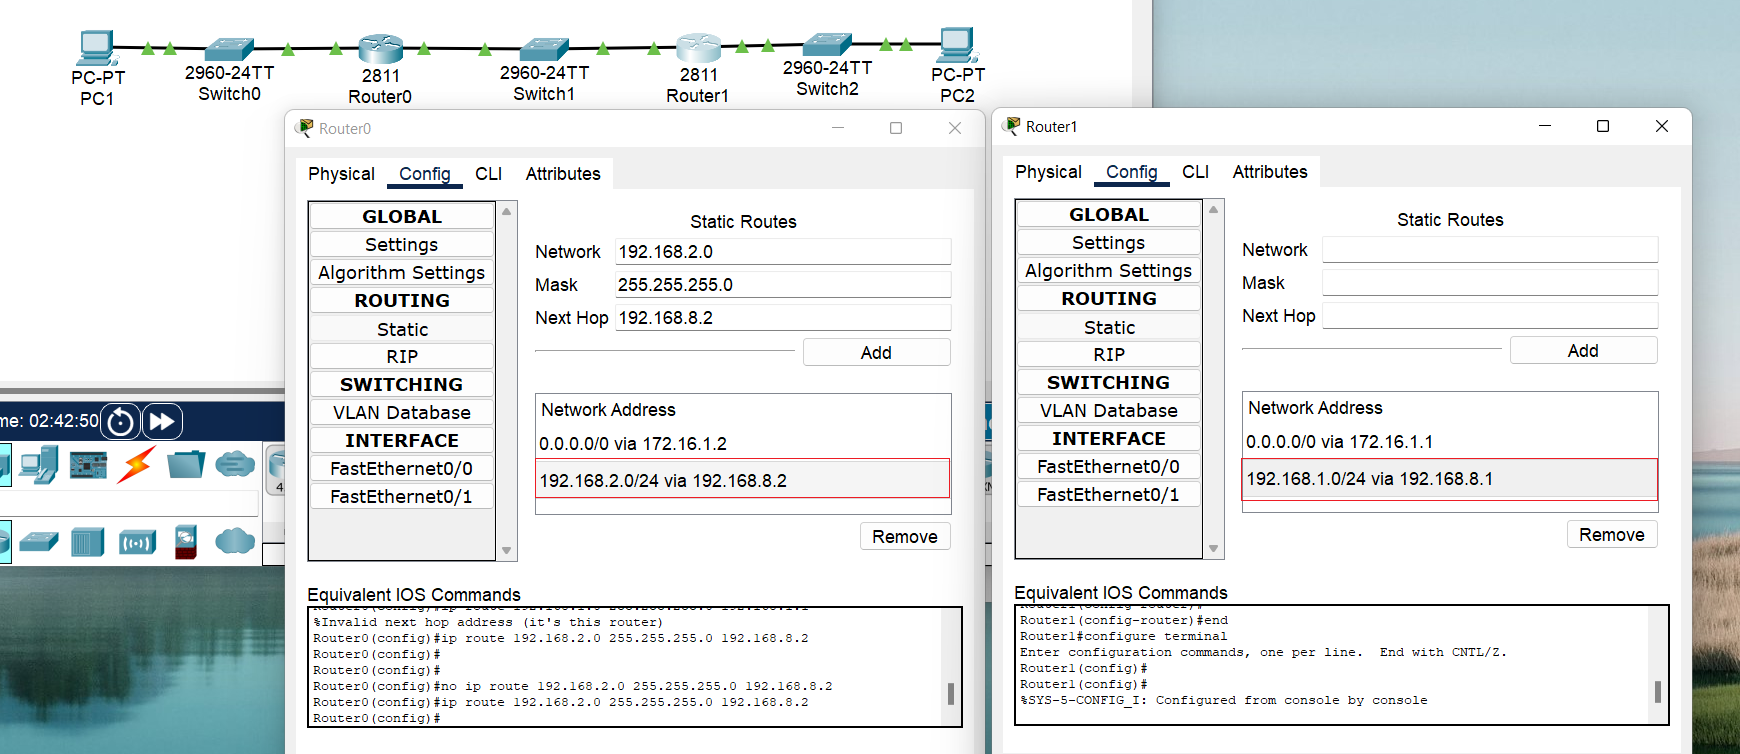 PC-PT
PC1
2960-24TT
Switch0
2811
Router0
2960-24TT
Switch1
2811
Router1
2960-24TT
Switch2
PC-PT
PC2
me: 02:42:50
Router0
Physical Config CLI Attributes
GLOBAL
Settings
Algorithm Settings
ROUTING
Static
RIP
SWITCHING
VLAN Database
INTERFACE
FastEthernet0/0
FastEthernet0/1
Static Routes
Network 192.168.2.0
Mask 255.255.255.0
Next Hop 192.168.8.2
Add
Network Address
0.0.0.0/0 via 172.16.1.2
192.168.2.0/24 via 192.168.8.2
Remove
Equivalent IOS Commands
%Invalid next hop address (it's this router)
Router0(config)#ip route 192.168.2.0 255.255.255.0 192.168.8.2
Router0(config)#
Router0(config)#
Router0(config)#no ip route 192.168.2.0 255.255.255.0 192.168.8.2
Router0(config)#ip route 192.168.2.0 255.255.255.0 192.168.8.2
Router0(config)#
Router1
Physical Config CLI Attributes
GLOBAL
Settings
Algorithm Settings
ROUTING
Static
RIP
SWITCHING
VLAN Database
INTERFACE
FastEthernet0/0
FastEthernet0/1
Static Routes
Network
Mask
Next Hop
Add
Network Address
0.0.0.0/0 via 172.16.1.1
192.168.1.0/24 via 192.168.8.1
Remove
Equivalent IOS Commands
Router1(config-router)#
Router1(config-router)#end
Router1#configure terminal
Enter configuration commands, one per line. End with CNTL/Z.
Router1(config)#
Router1(config)#
%SYS-5-CONFIG_I: Configured from console by console